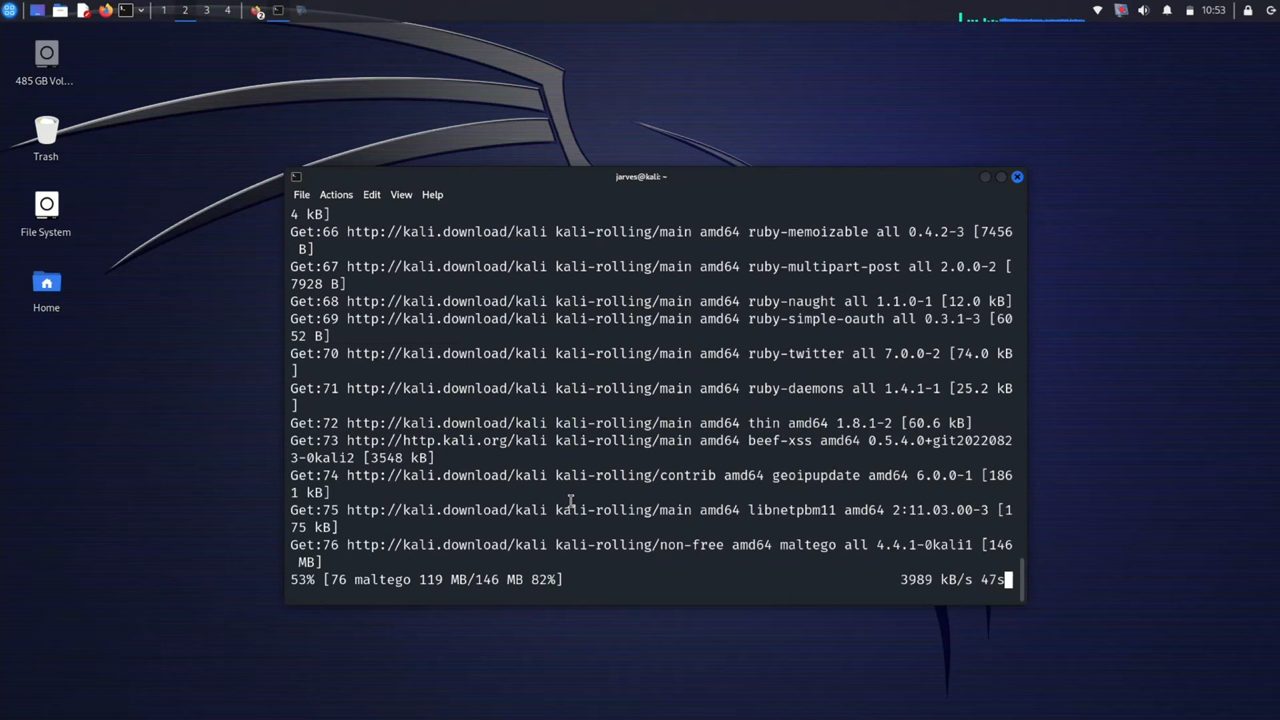 1 2 3 4 2 10:53
485 GB Vol...
Trash
File System
Home
jarves@kali: ~
File Actions Edit View Help
4 kB]
Get:66 http://kali.download/kali kali-rolling/main amd64 ruby-memoizable all 0.4.2-3 [7456
 B]
Get:67 http://kali.download/kali kali-rolling/main amd64 ruby-multipart-post all 2.0.0-2 [
7928 B]
Get:68 http://kali.download/kali kali-rolling/main amd64 ruby-naught all 1.1.0-1 [12.0 kB]
Get:69 http://kali.download/kali kali-rolling/main amd64 ruby-simple-oauth all 0.3.1-3 [60
52 B]
Get:70 http://kali.download/kali kali-rolling/main amd64 ruby-twitter all 7.0.0-2 [74.0 kB
]
Get:71 http://kali.download/kali kali-rolling/main amd64 ruby-daemons all 1.4.1-1 [25.2 kB
]
Get:72 http://kali.download/kali kali-rolling/main amd64 thin amd64 1.8.1-2 [60.6 kB]
Get:73 http://http.kali.org/kali kali-rolling/main amd64 beef-xss amd64 0.5.4.0+git2022082
3-0kali2 [3548 kB]
Get:74 http://kali.download/kali kali-rolling/contrib amd64 geoipupdate amd64 6.0.0-1 [186
1 kB]
Get:75 http://kali.download/kali kali-rolling/main amd64 libnetpbm11 amd64 2:11.03.00-3 [1
75 kB]
Get:76 http://kali.download/kali kali-rolling/non-free amd64 maltego all 4.4.1-0kali1 [146
 MB]
53% [76 maltego 119 MB/146 MB 82%] 3989 kB/s 47s